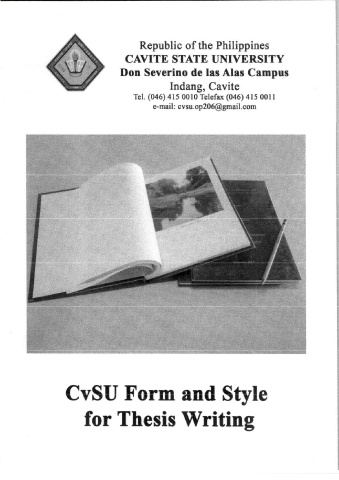 Republic of the Philippines
CAVITE STATE UNIVERSITY
Don Severino de las Alas Campus
Indang, Cavite
Tel. (046) 415 0010 Telefax (046) 415 0011
e-mail: cvsu.op206@gmail.com
CvSU Form and Style
for Thesis Writing